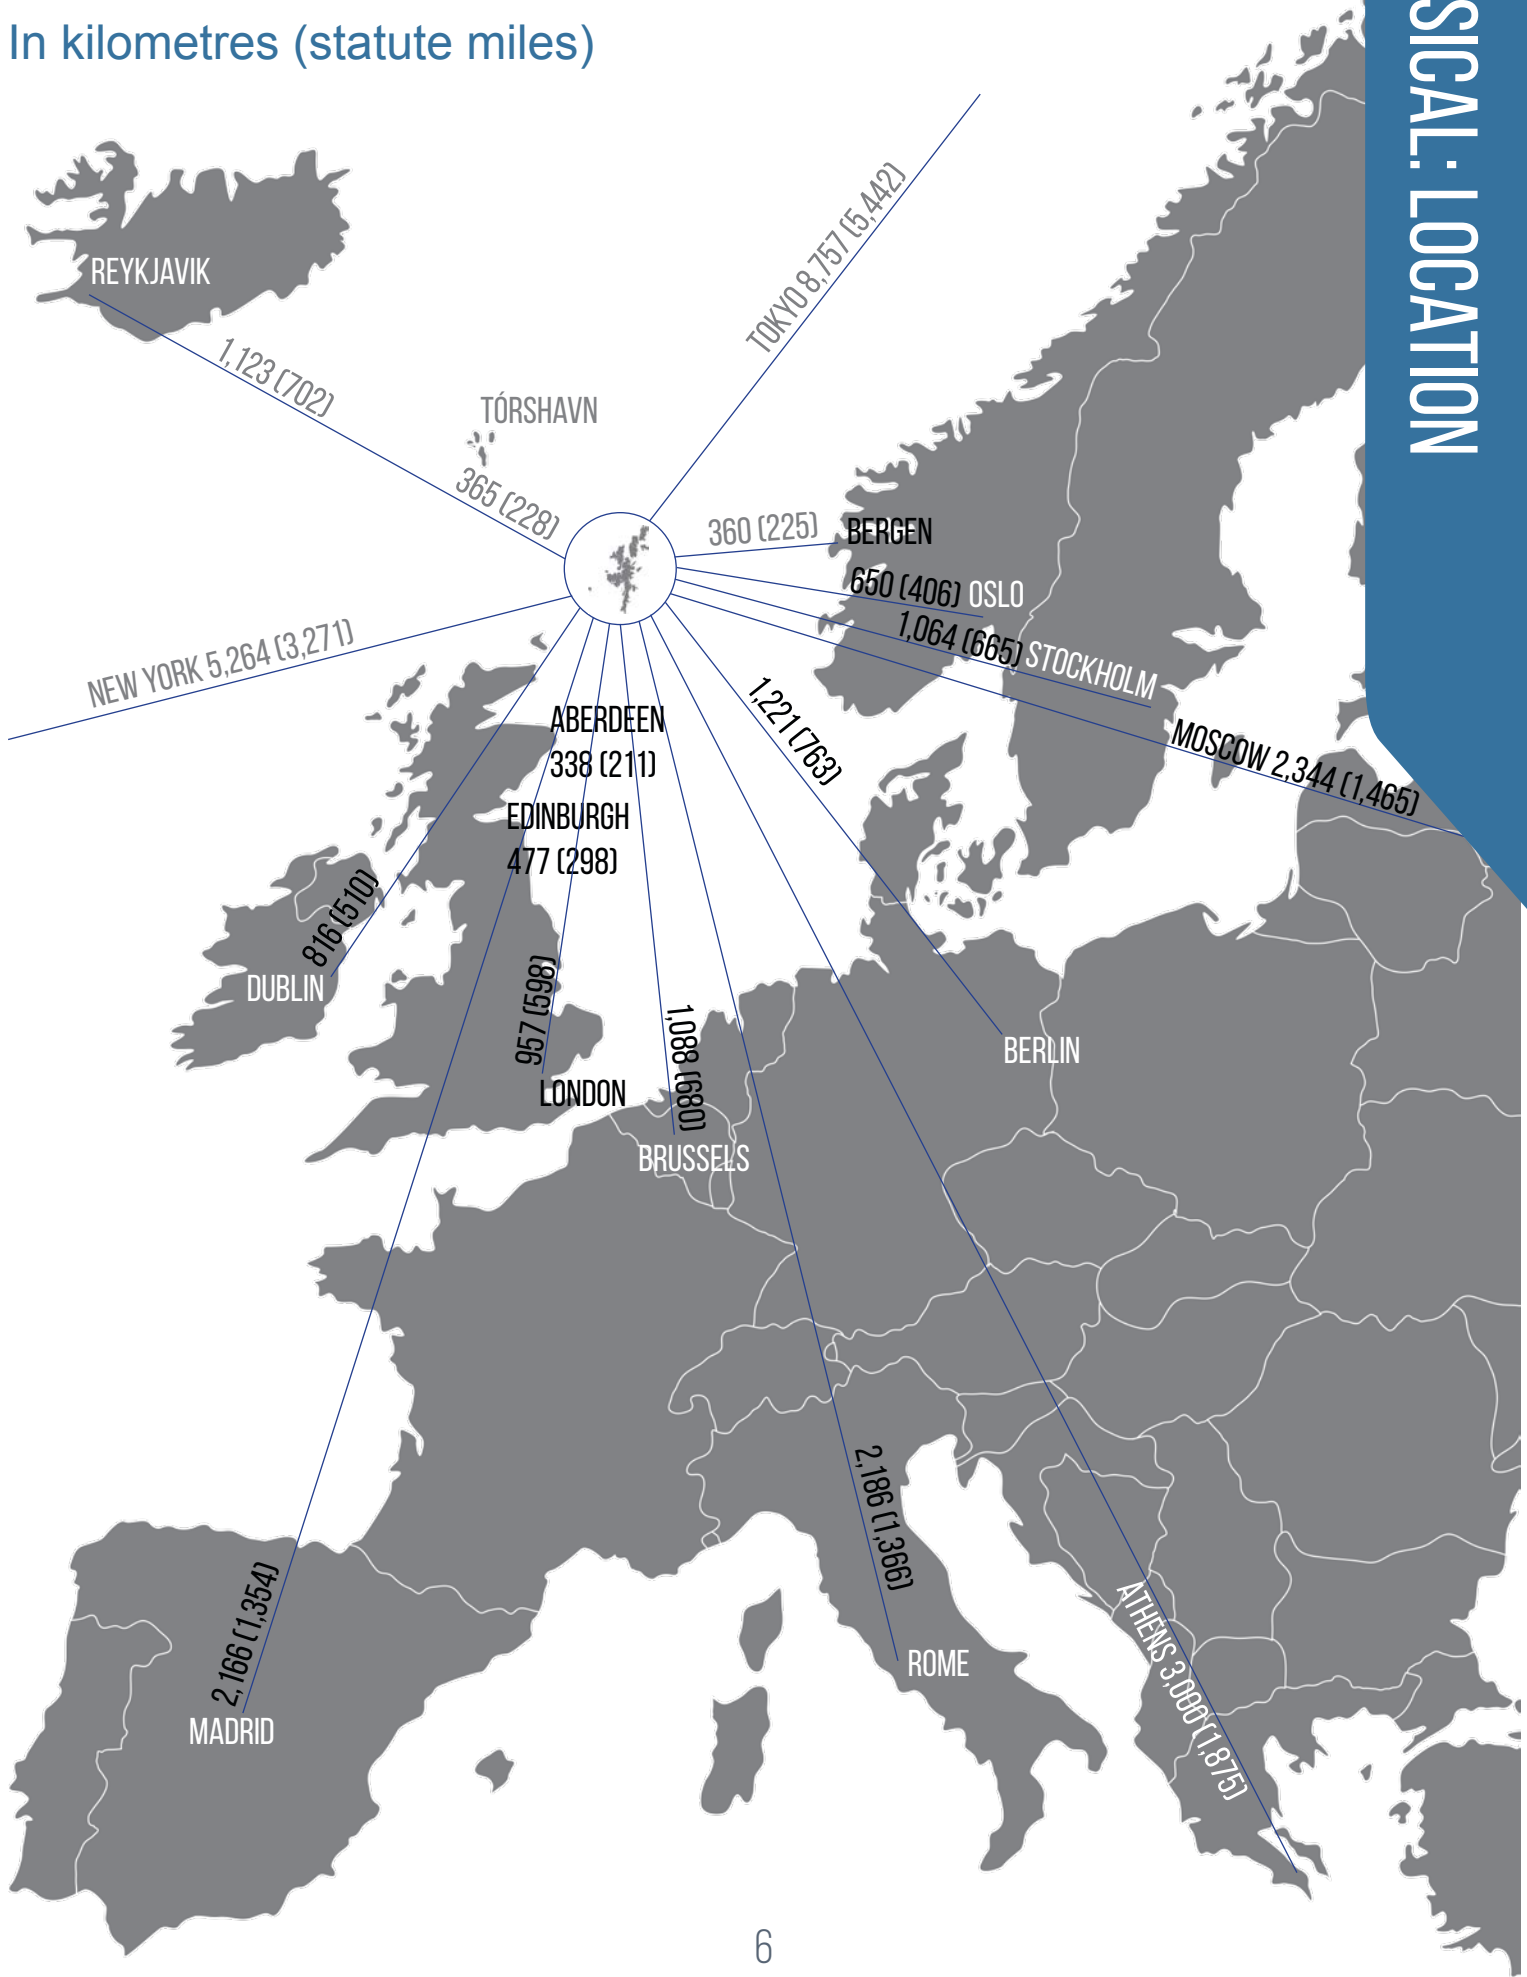 In kilometres (statute miles)
SICAL: LOCATION
REYKJAVIK
1,123 (702)
TÓRSHAVN
365 (228)
TOKYO 8,757 (5,442)
360 (225)
BERGEN
650 (406) OSLO
1,064 (665) STOCKHOLM
MOSCOW 2,344 (1,465)
NEW YORK 5,264 (3,271)
ABERDEEN
338 (211)
EDINBURGH
477 (298)
1,221 (763)
816 (510)
DUBLIN
957 (598)
LONDON
1,088 (680)
BRUSSELS
BERLIN
2,186 (1,366)
ROME
ATHENS 3,000 (1,875)
2,166 (1,354)
MADRID
6